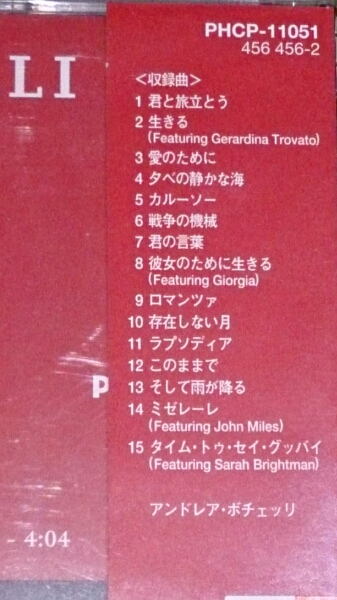 LI
PHCP-11051
456 456-2
<収録曲>
1 君と旅立とう
2 生きる
(Featuring Gerardina Trovato)
3 愛のために
4 夕べの静かな海
5 カルーソー
6 戦争の機械
7 君の言葉
8 彼女のために生きる
(Featuring Giorgia)
9 ロマンツァ
10 存在しない月
11 ラプソディア
12 このままで
13 そして雨が降る
14 ミゼレーレ
(Featuring John Miles)
15 タイム・トゥ・セイ・グッバイ
(Featuring Sarah Brightman)
アンドレア・ボチェッリ
P
- 4:04